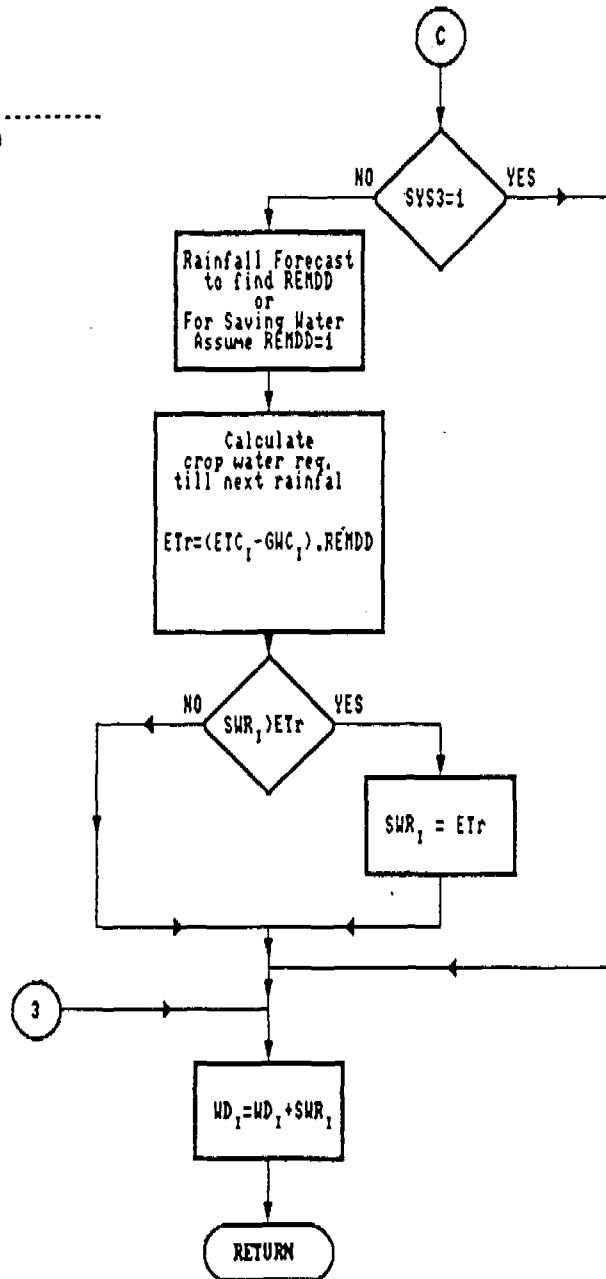 C
SYS3=1
NO
YES
Rainfall Forecast
to find REMDD
or
For Saving Water
Assume REMDD=1
Calculate
crop water req.
till next rainfal
ETr=(ETC_I-GWC_I).REMDD
NO
YES
SWR_I>ETr
SWR_I = ETr
3
WD_I=WD_I+SWR_I
RETURN